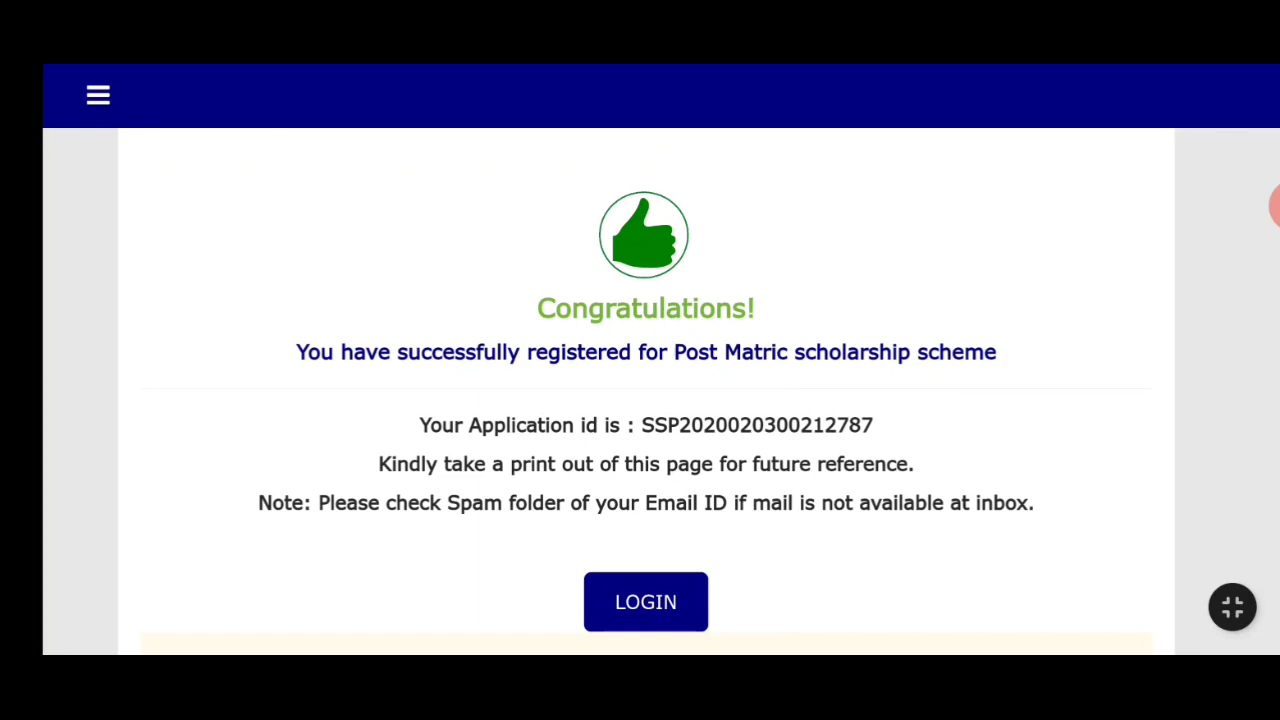 Congratulations!
You have successfully registered for Post Matric scholarship scheme
Your Application id is : SSP2020020300212787
Kindly take a print out of this page for future reference.
Note: Please check Spam folder of your Email ID if mail is not available at inbox.
LOGIN